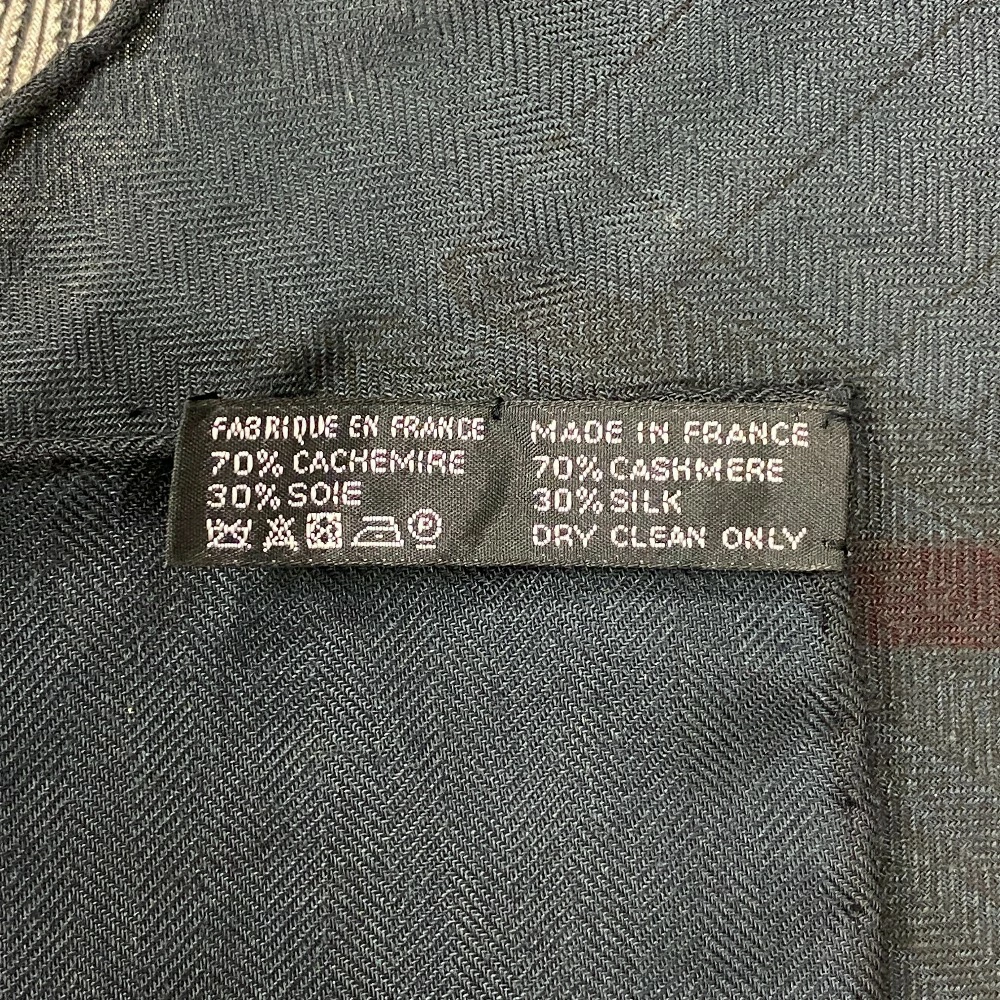 FABRIQUE EN FRANCE
70% CACHEMIRE
30% SOIE
P
MADE IN FRANCE
70% CASHMERE
30% SILK
DRY CLEAN ONLY